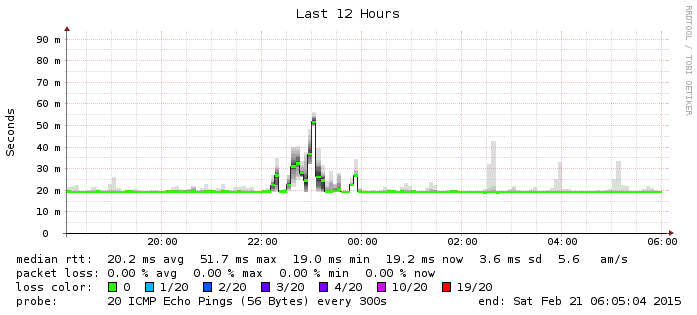 Last 12 Hours
RRDTOOL / TOBI OETIKER
Seconds
90 m
80 m
70 m
60 m
50 m
40 m
30 m
20 m
10 m
0
20:00 22:00 00:00 02:00 04:00 06:00
median rtt: 20.2 ms avg 51.7 ms max 19.0 ms min 19.2 ms now 3.6 ms sd 5.6 am/s
packet loss: 0.00 % avg 0.00 % max 0.00 % min 0.00 % now
loss color: 0 1/20 2/20 3/20 4/20 10/20 19/20
probe: 20 ICMP Echo Pings (56 Bytes) every 300s end: Sat Feb 21 06:05:04 2015